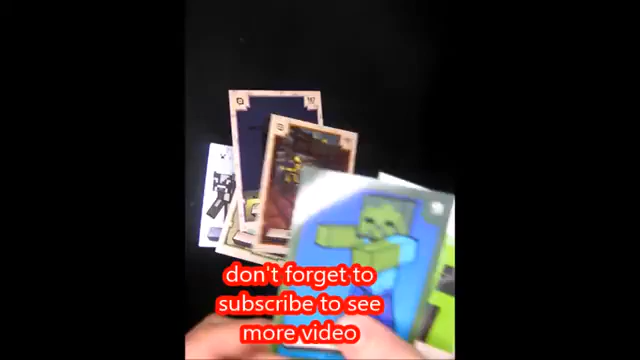 don't forget to
subscribe to see
more video